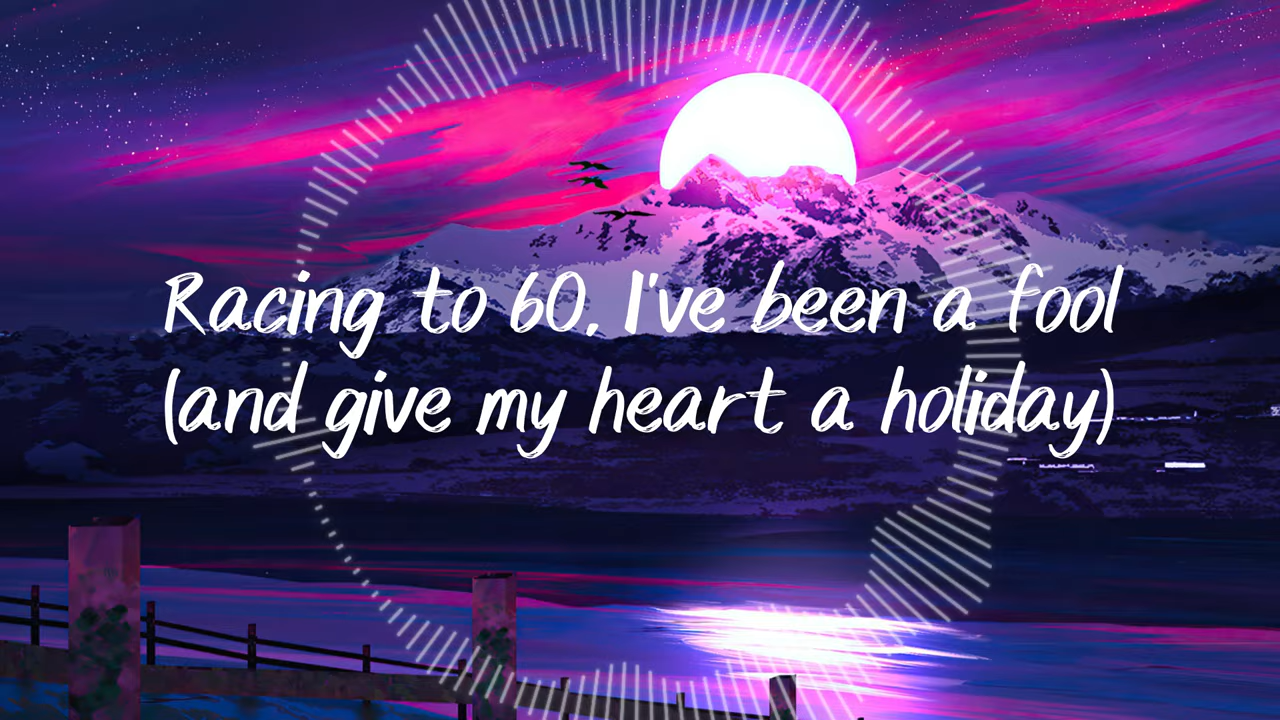 Racing to 60, I've been a fool
(and give my heart a holiday)